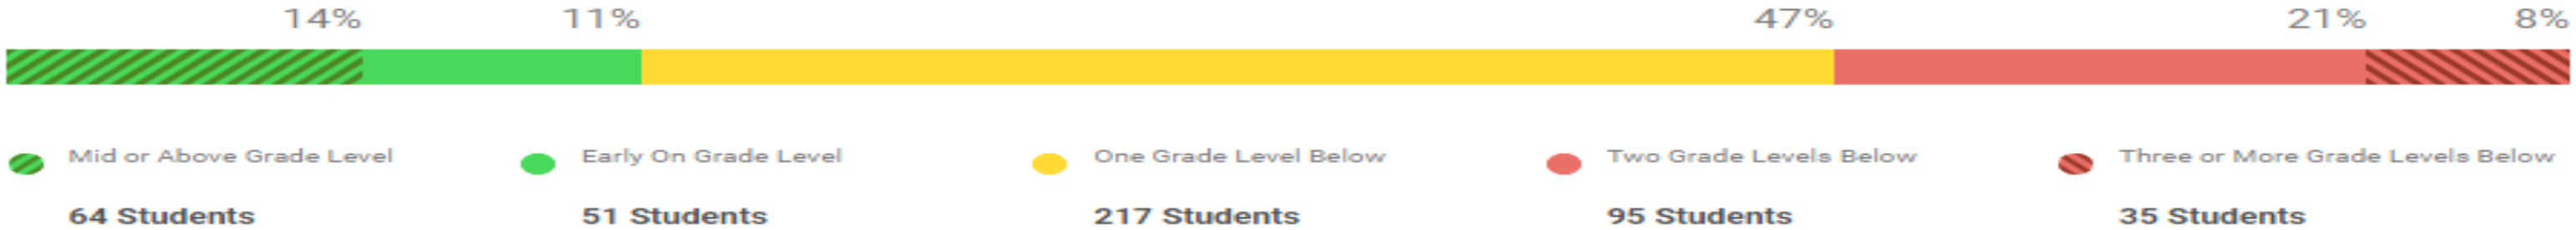 14% 11% 47% 21% 8%
Mid or Above Grade Level Early On Grade Level One Grade Level Below Two Grade Levels Below Three or More Grade Levels Below
64 Students 51 Students 217 Students 95 Students 35 Students